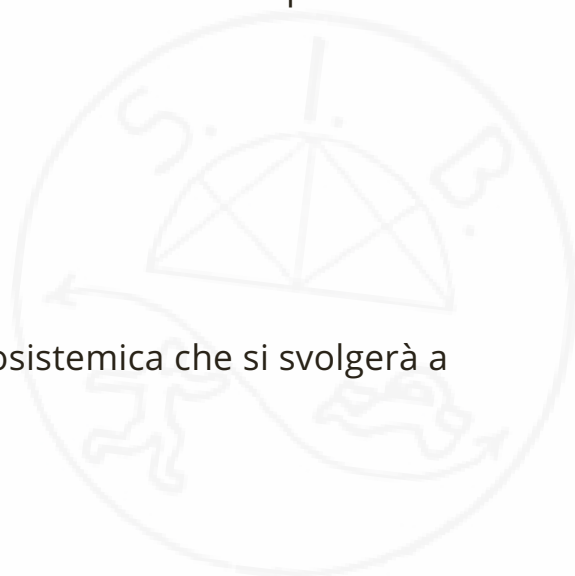 S. I. B.
osistemica che si svolgerà a